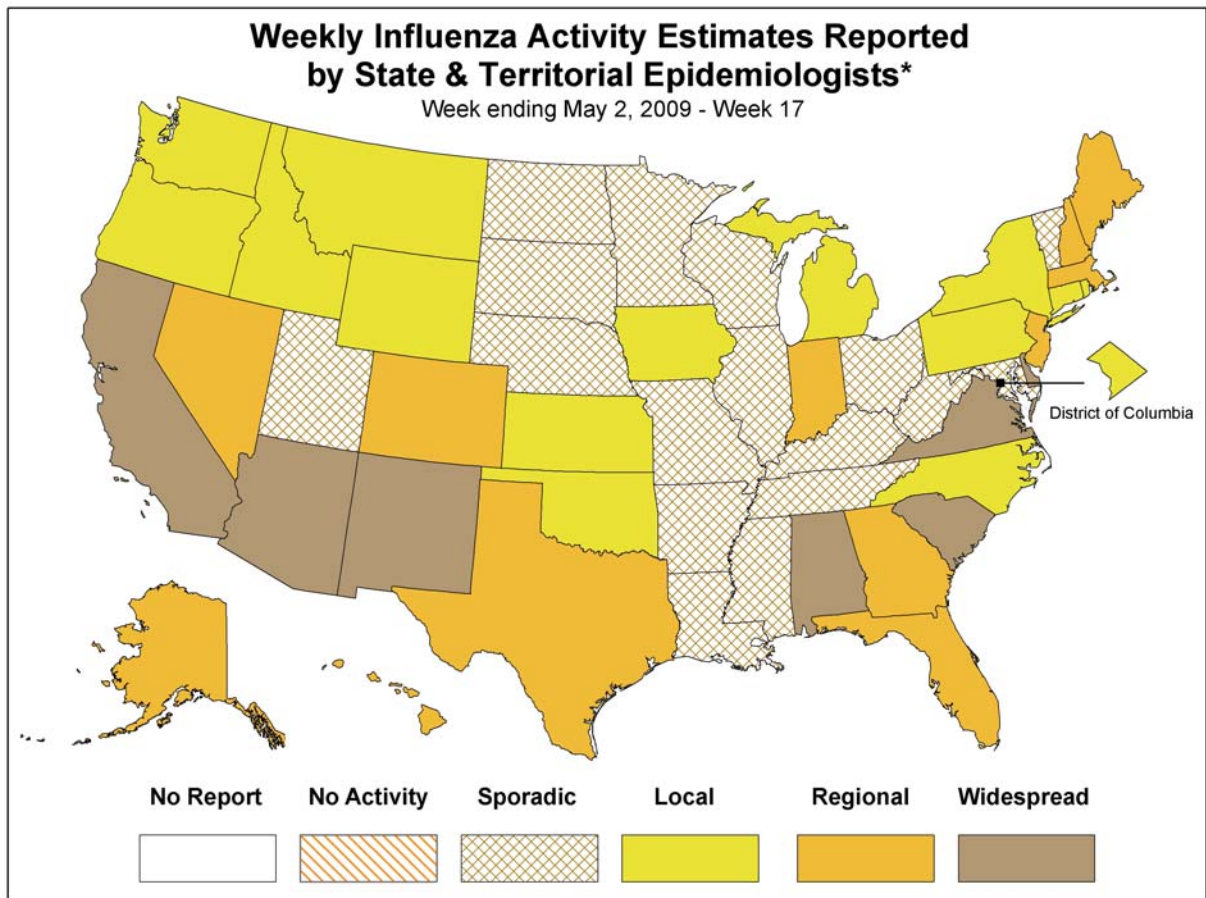 Weekly Influenza Activity Estimates Reported
by State & Territorial Epidemiologists*
Week ending May 2, 2009 - Week 17
District of Columbia
No Report No Activity Sporadic Local Regional Widespread